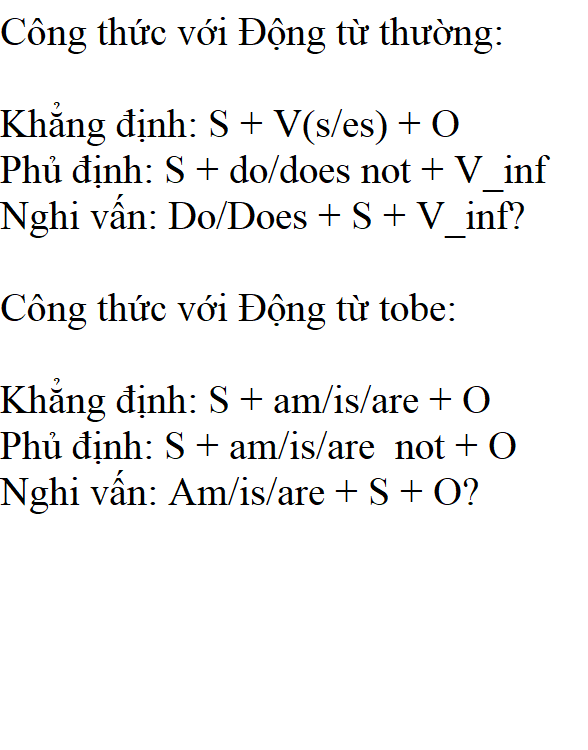 Công thức với Động từ thường:
Khẳng định: S + V(s/es) + O
Phủ định: S + do/does not + V_inf
Nghi vấn: Do/Does + S + V_inf?
Công thức với Động từ tobe:
Khẳng định: S + am/is/are + O
Phủ định: S + am/is/are  not + O
Nghi vấn: Am/is/are + S + O?